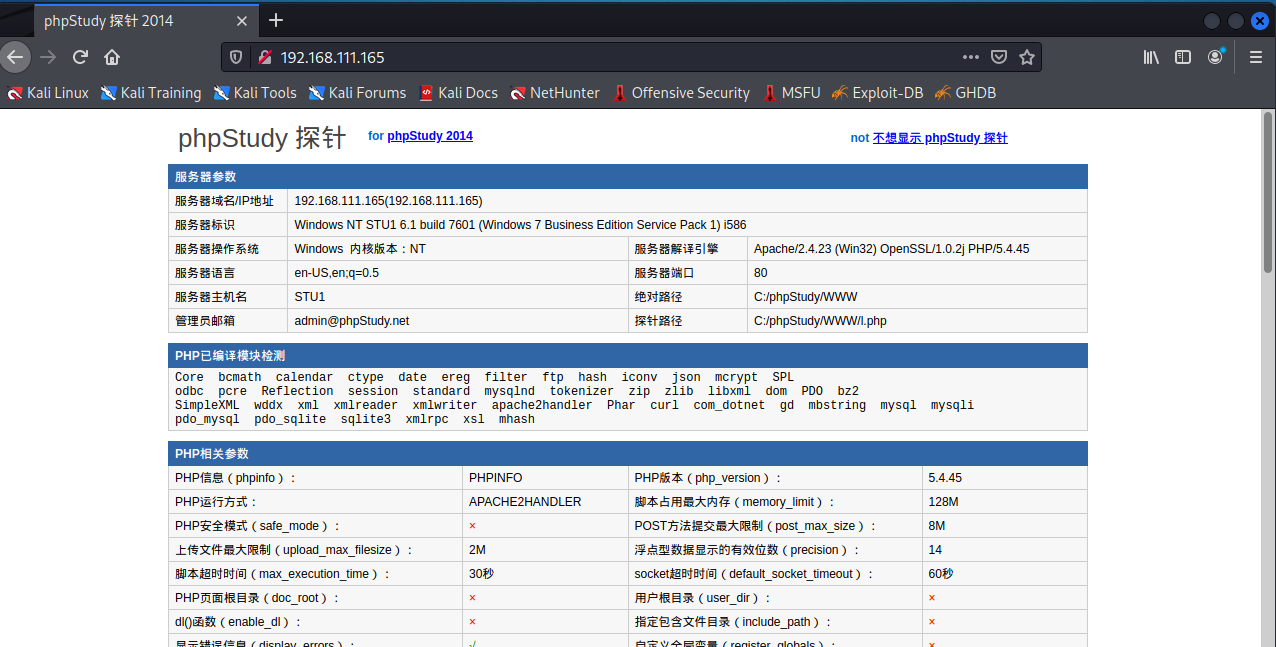 phpStudy 探针 2014
192.168.111.165
Kali Linux Kali Training Kali Tools Kali Forums Kali Docs NetHunter Offensive Security MSFU Exploit-DB GHDB
phpStudy 探针 for phpStudy 2014 not 不想显示 phpStudy 探针
服务器参数
服务器域名/IP地址 192.168.111.165(192.168.111.165)
服务器标识 Windows NT STU1 6.1 build 7601 (Windows 7 Business Edition Service Pack 1) i586
服务器操作系统 Windows 内核版本：NT 服务器解译引擎 Apache/2.4.23 (Win32) OpenSSL/1.0.2j PHP/5.4.45
服务器语言 en-US,en;q=0.5 服务器端口 80
服务器主机名 STU1 绝对路径 C:/phpStudy/WWW
管理员邮箱 admin@phpStudy.net 探针路径 C:/phpStudy/WWW/l.php
PHP已编译模块检测
Core bcmath calendar ctype date ereg filter ftp hash iconv json mcrypt SPL
odbc pcre Reflection session standard mysqlnd tokenizer zip zlib libxml dom PDO bz2
SimpleXML wddx xml xmlreader xmlwriter apache2handler Phar curl com_dotnet gd mbstring mysql mysqli
pdo_mysql pdo_sqlite sqlite3 xmlrpc xsl mhash
PHP相关参数
PHP信息（phpinfo）： PHPINFO PHP版本（php_version）： 5.4.45
PHP运行方式： APACHE2HANDLER 脚本占用最大内存（memory_limit）： 128M
PHP安全模式（safe_mode）： × POST方法提交最大限制（post_max_size）： 8M
上传文件最大限制（upload_max_filesize）： 2M 浮点型数据显示的有效位数（precision）： 14
脚本超时时间（max_execution_time）： 30秒 socket超时时间（default_socket_timeout）： 60秒
PHP页面根目录（doc_root）： × 用户根目录（user_dir）： ×
dl()函数（enable_dl）： × 指定包含文件目录（include_path）： ×
显示错误信息（display_errors）： √ 自定义全局变量（register_globals）： ×